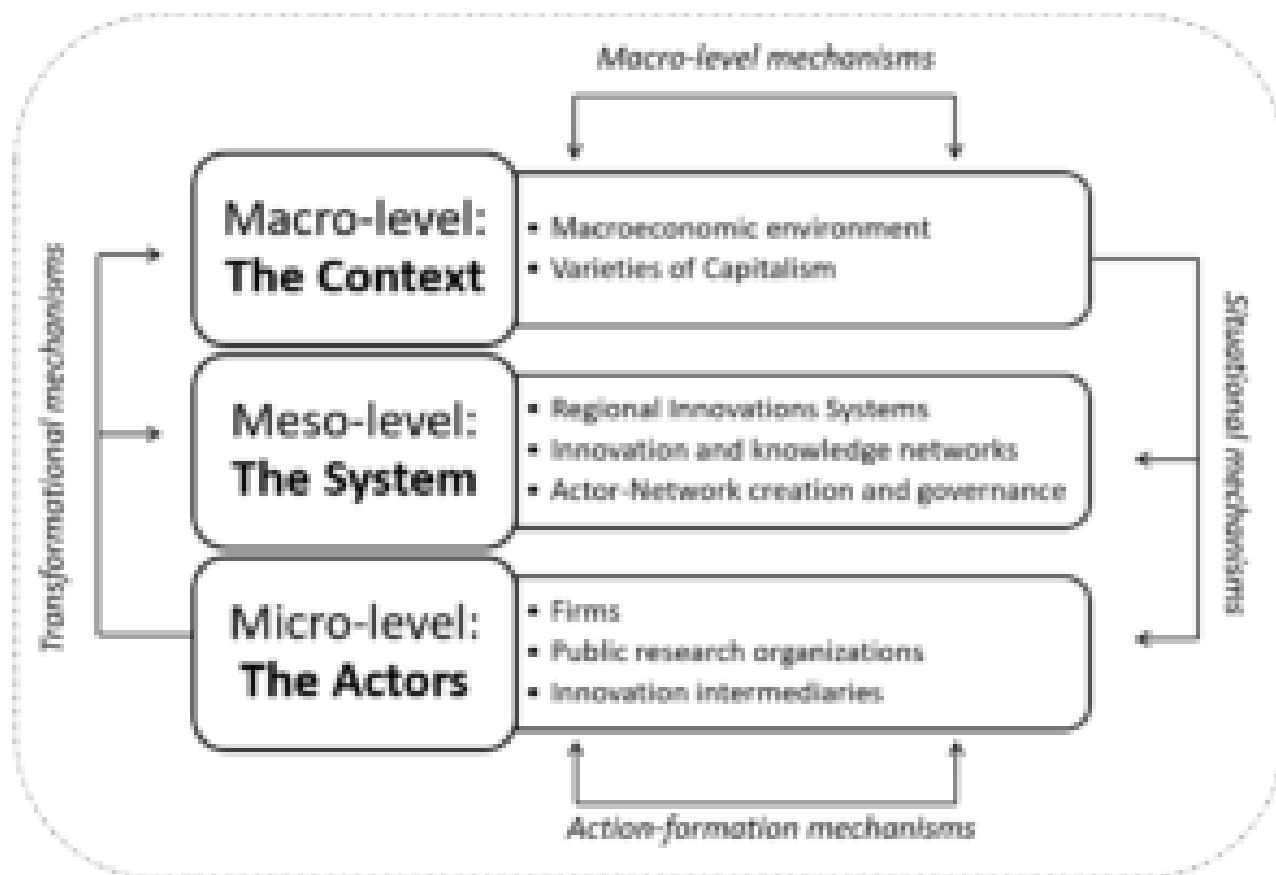 Macro-level mechanisms
Macro-level:
The Context
• Macroeconomic environment
• Varieties of Capitalism
Transformational mechanisms
Situational mechanisms
Meso-level:
The System
• Regional Innovations Systems
• Innovation and knowledge networks
• Actor-Network creation and governance
Micro-level:
The Actors
• Firms
• Public research organizations
• Innovation intermediaries
Action-formation mechanisms